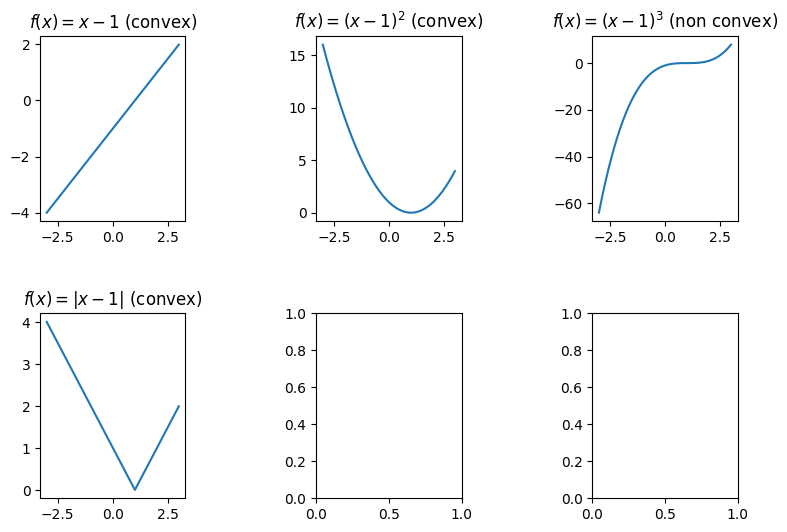 f(x) = x − 1 (convex)
f(x) = (x − 1)² (convex)
f(x) = (x − 1)³ (non convex)
2
0
−2
−4
−2.5 0.0 2.5
15
10
5
0
−2.5 0.0 2.5
0
−20
−40
−60
−2.5 0.0 2.5
f(x) = |x − 1| (convex)
4
3
2
1
0
−2.5 0.0 2.5
1.0
0.8
0.6
0.4
0.2
0.0
0.0 0.5 1.0
1.0
0.8
0.6
0.4
0.2
0.0
0.0 0.5 1.0